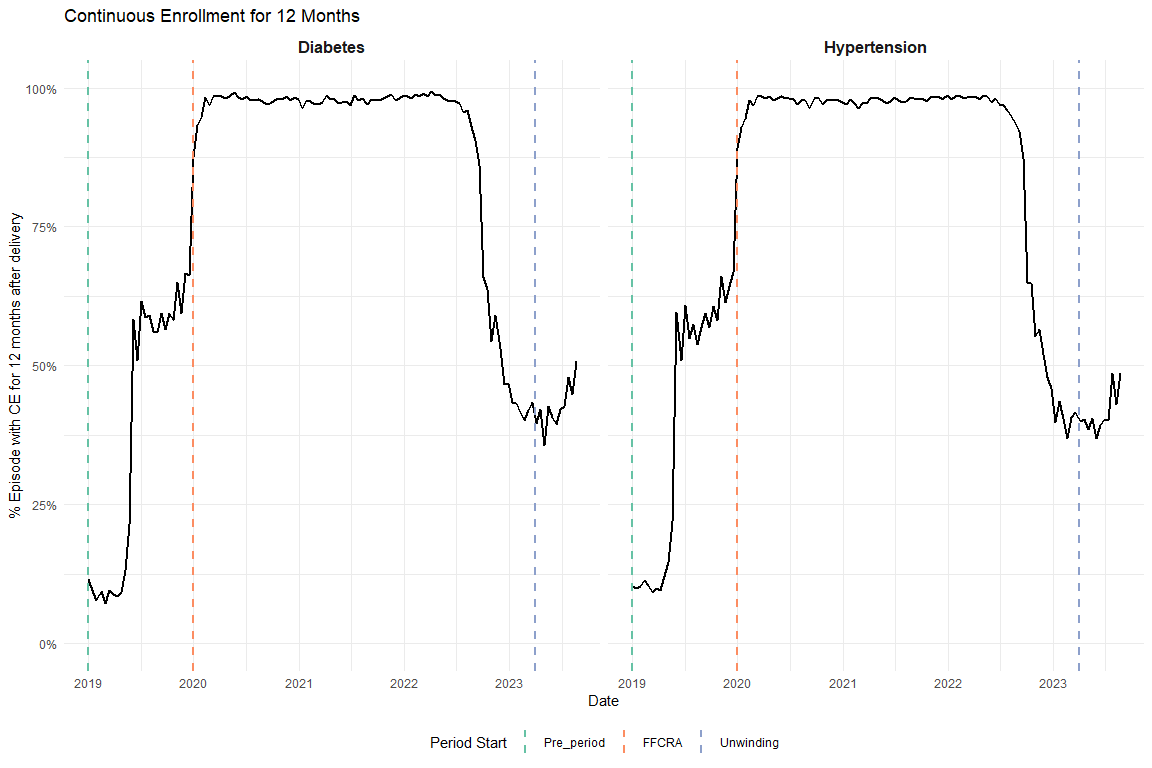 Continuous Enrollment for 12 Months
Diabetes
Hypertension
% Episode with CE for 12 months after delivery
100%
75%
50%
25%
0%
2019 2020 2021 2022 2023
2019 2020 2021 2022 2023
Date
Period Start Pre_period FFCRA Unwinding